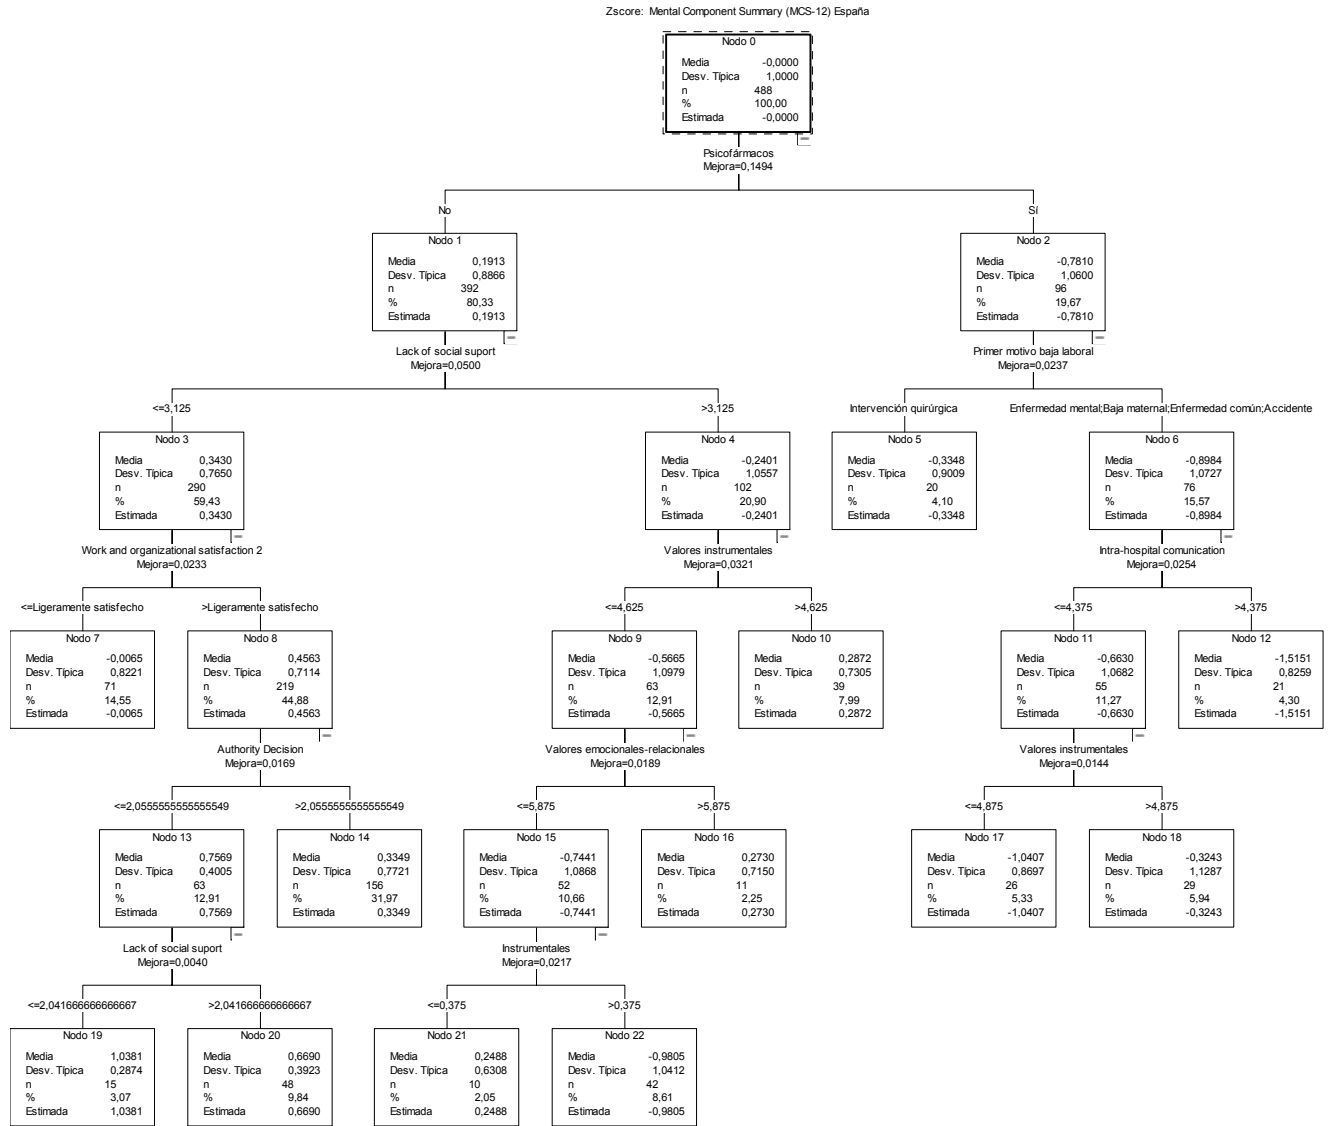 Zscore: Mental Component Summary (MCS-12) España
Nodo 0
Media -0,0000
Desv. Típica 1,0000
n 488
% 100,00
Estimada -0,0000
Psicofármacos
Mejora=0,1494
No
Sí
Nodo 1
Media 0,1913
Desv. Típica 0,8866
n 392
% 80,33
Estimada 0,1913
Nodo 2
Media -0,7810
Desv. Típica 1,0600
n 96
% 19,67
Estimada -0,7810
Lack of social suport
Mejora=0,0500
Primer motivo baja laboral
Mejora=0,0237
<=3,125
>3,125
Intervención quirúrgica
Enfermedad mental;Baja maternal;Enfermedad común;Accidente
Nodo 3
Media 0,3430
Desv. Típica 0,7650
n 290
% 59,43
Estimada 0,3430
Nodo 4
Media -0,2401
Desv. Típica 1,0557
n 102
% 20,90
Estimada -0,2401
Nodo 5
Media -0,3348
Desv. Típica 0,9009
n 20
% 4,10
Estimada -0,3348
Nodo 6
Media -0,8984
Desv. Típica 1,0727
n 76
% 15,57
Estimada -0,8984
Work and organizational satisfaction 2
Mejora=0,0233
Valores instrumentales
Mejora=0,0321
Intra-hospital comunication
Mejora=0,0254
<=Ligeramente satisfecho
>Ligeramente satisfecho
<=4,625
>4,625
<=4,375
>4,375
Nodo 7
Media -0,0065
Desv. Típica 0,8221
n 71
% 14,55
Estimada -0,0065
Nodo 8
Media 0,4563
Desv. Típica 0,7114
n 219
% 44,88
Estimada 0,4563
Nodo 9
Media -0,5665
Desv. Típica 1,0979
n 63
% 12,91
Estimada -0,5665
Nodo 10
Media 0,2872
Desv. Típica 0,7305
n 39
% 7,99
Estimada 0,2872
Nodo 11
Media -0,6630
Desv. Típica 1,0682
n 55
% 11,27
Estimada -0,6630
Nodo 12
Media -1,5151
Desv. Típica 0,8259
n 21
% 4,30
Estimada -1,5151
Authority Decision
Mejora=0,0169
Valores emocionales-relacionales
Mejora=0,0189
Valores instrumentales
Mejora=0,0144
<=2,0555555555555549
>2,0555555555555549
<=5,875
>5,875
<=4,875
>4,875
Nodo 13
Media 0,7569
Desv. Típica 0,4005
n 63
% 12,91
Estimada 0,7569
Nodo 14
Media 0,3349
Desv. Típica 0,7721
n 156
% 31,97
Estimada 0,3349
Nodo 15
Media -0,7441
Desv. Típica 1,0868
n 52
% 10,66
Estimada -0,7441
Nodo 16
Media 0,2730
Desv. Típica 0,7150
n 11
% 2,25
Estimada 0,2730
Nodo 17
Media -1,0407
Desv. Típica 0,8697
n 26
% 5,33
Estimada -1,0407
Nodo 18
Media -0,3243
Desv. Típica 1,1287
n 29
% 5,94
Estimada -0,3243
Lack of social suport
Mejora=0,0040
Instrumentales
Mejora=0,0217
<=2,041666666666667
>2,041666666666667
<=0,375
>0,375
Nodo 19
Media 1,0381
Desv. Típica 0,2874
n 15
% 3,07
Estimada 1,0381
Nodo 20
Media 0,6690
Desv. Típica 0,3923
n 48
% 9,84
Estimada 0,6690
Nodo 21
Media 0,2488
Desv. Típica 0,6308
n 10
% 2,05
Estimada 0,2488
Nodo 22
Media -0,9805
Desv. Típica 1,0412
n 42
% 8,61
Estimada -0,9805